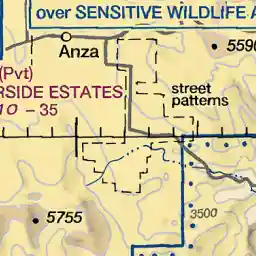 over SENSITIVE WILDLIFE
Anza
5590
(Pvt)
RSIDE ESTATES
10 – 35
street
patterns
5755
3500